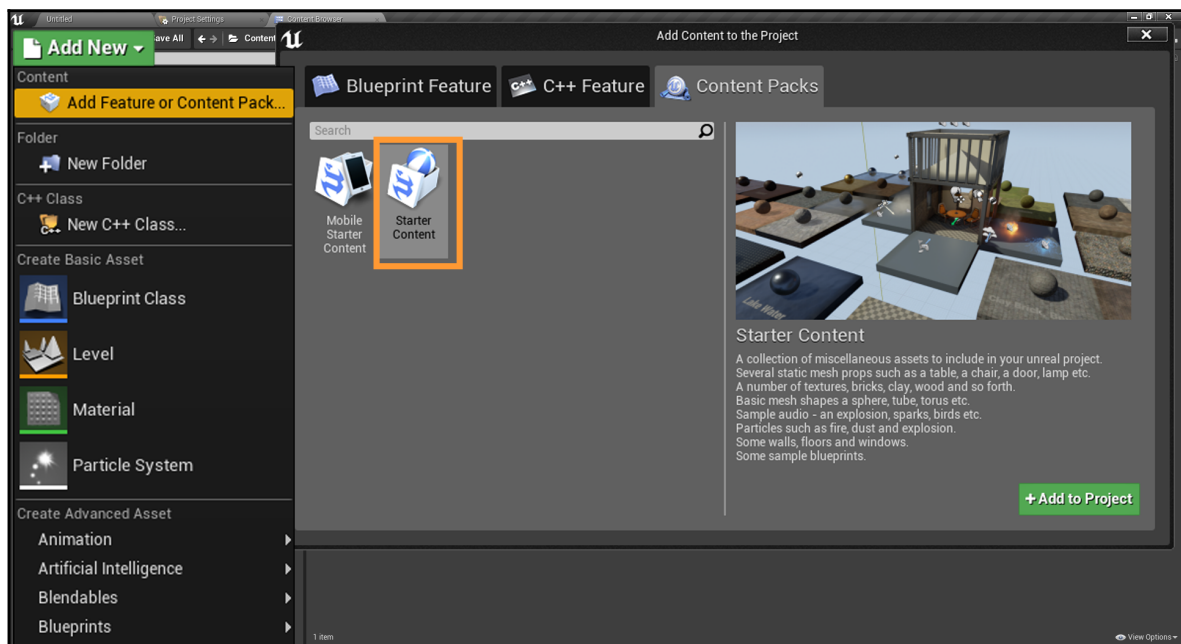 Untitled
Project Settings
Content Browser
Add New
ave All
Content
Add Content to the Project
Content
Add Feature or Content Pack...
Folder
New Folder
C++ Class
New C++ Class...
Create Basic Asset
Blueprint Class
Level
Material
Particle System
Create Advanced Asset
Animation
Artificial Intelligence
Blendables
Blueprints
Blueprint Feature
C++
C++ Feature
Content Packs
Search
Mobile
Starter
Content
Starter
Content
Lake Water
Starter Content
A collection of miscellaneous assets to include in your unreal project.
Several static mesh props such as a table, a chair, a door, lamp etc.
A number of textures, bricks, clay, wood and so forth.
Basic mesh shapes a sphere, tube, torus etc.
Sample audio - an explosion, sparks, birds etc.
Particles such as fire, dust and explosion.
Some walls, floors and windows.
Some sample blueprints.
+ Add to Project
1 item
View Options